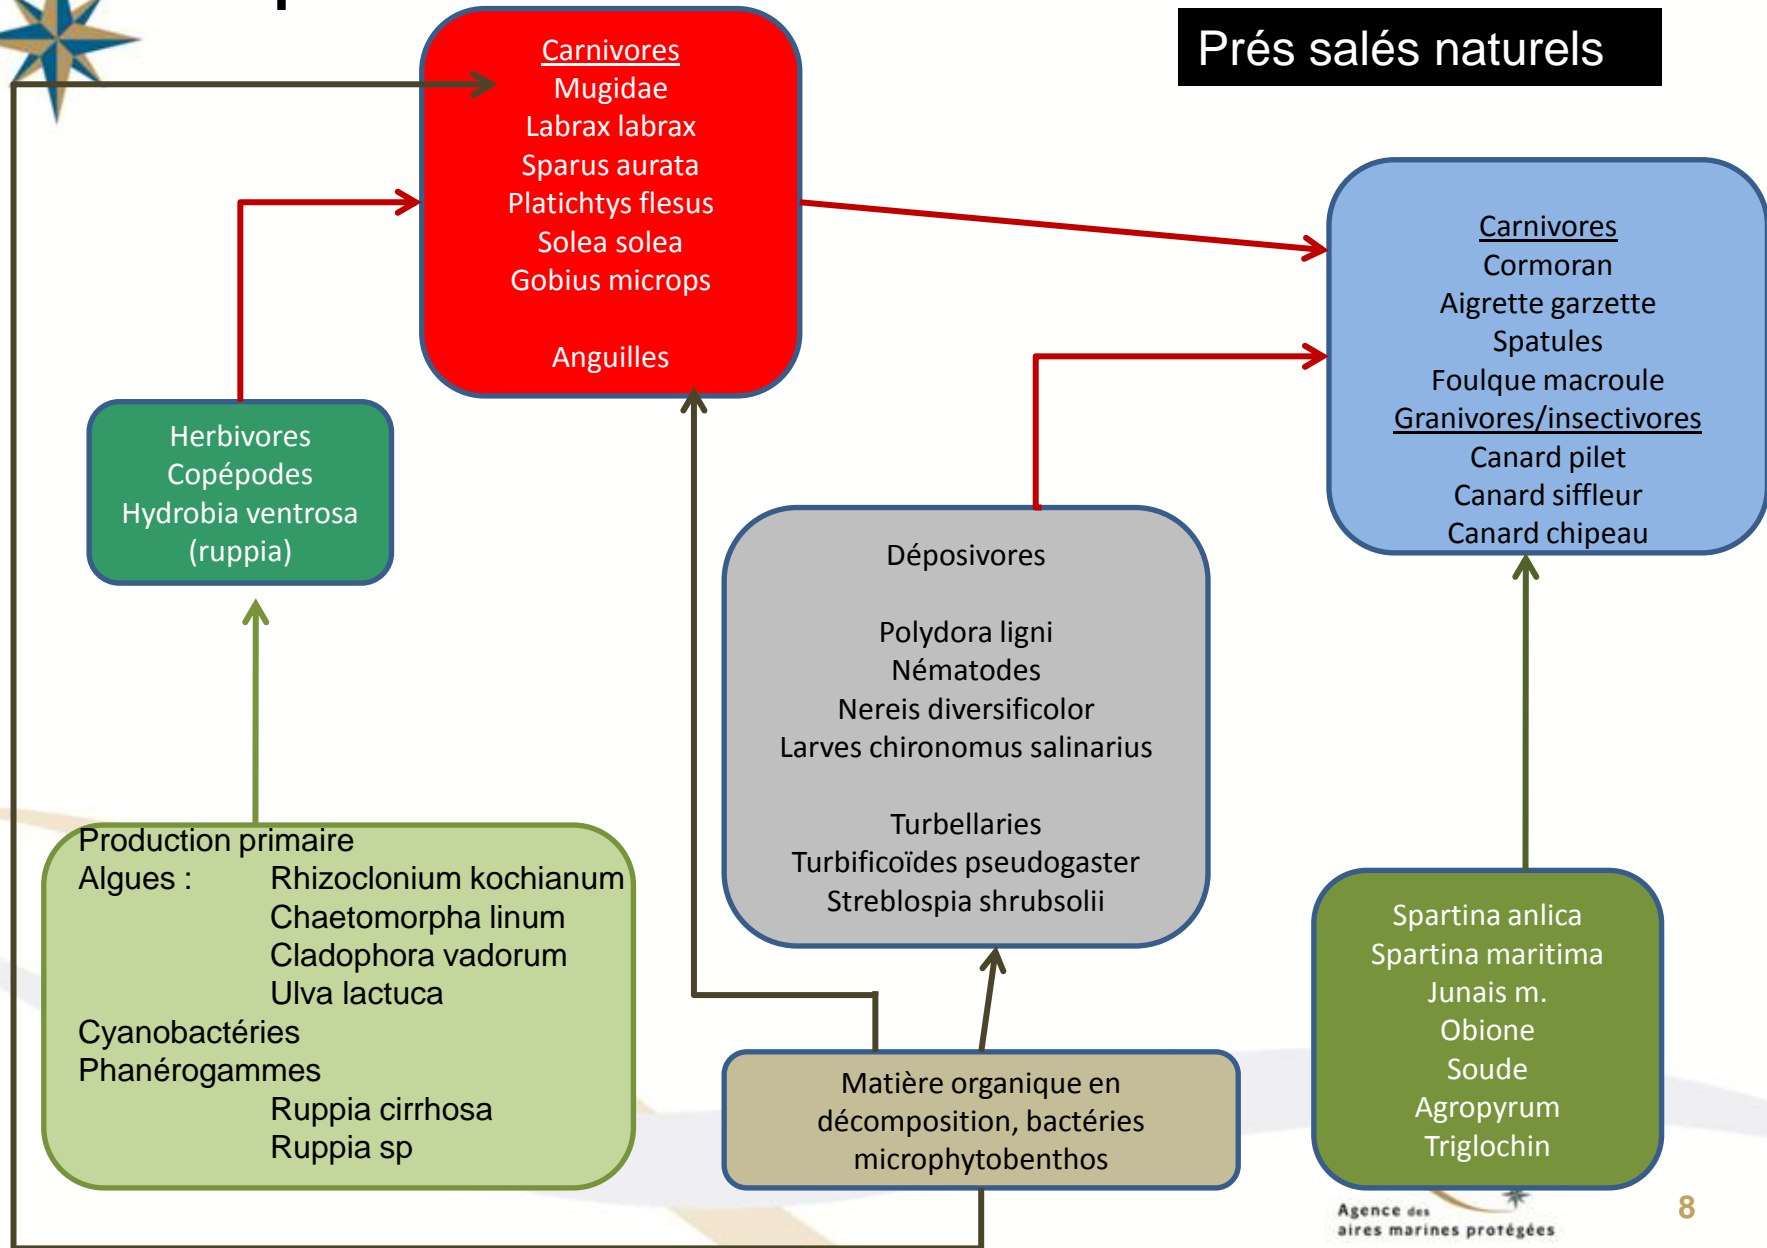 Prés salés naturels
Carnivores
Mugidae
Labrax labrax
Sparus aurata
Platichtys flesus
Solea solea
Gobius microps
Anguilles
Carnivores
Cormoran
Aigrette garzette
Spatules
Foulque macroule
Granivores/insectivores
Canard pilet
Canard siffleur
Canard chipeau
Herbivores
Copépodes
Hydrobia ventrosa
(ruppia)
Déposivores
Polydora ligni
Nématodes
Nereis diversificolor
Larves chironomus salinarius
Turbellaries
Turbificoïdes pseudogaster
Streblospia shrubsolii
Production primaire
Algues : Rhizoclonium kochianum
Chaetomorpha linum
Cladophora vadorum
Ulva lactuca
Cyanobactéries
Phanérogammes
Ruppia cirrhosa
Ruppia sp
Matière organique en
décomposition, bactéries
microphytobenthos
Spartina anlica
Spartina maritima
Junais m.
Obione
Soude
Agropyrum
Triglochin
Agence des
aires marines protégées
8